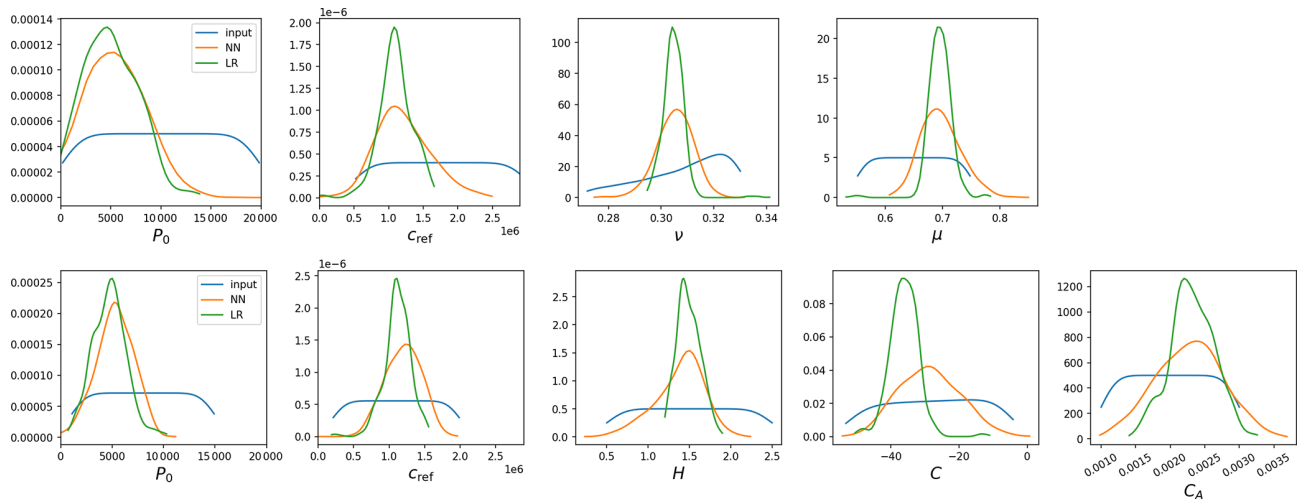 1e−6
0.00014
0.00012
0.00010
0.00008
0.00006
0.00004
0.00002
0.00000
input
NN
LR
0 5000 10000 15000 20000
P0
2.00
1.75
1.50
1.25
1.00
0.75
0.50
0.25
0.00
0.0 0.5 1.0 1.5 2.0 2.5
1e6
cref
100
80
60
40
20
0
0.28 0.30 0.32 0.34
ν
20
15
10
5
0
0.6 0.7 0.8
μ
0.00025
0.00020
0.00015
0.00010
0.00005
0.00000
input
NN
LR
0 5000 10000 15000 20000
P0
1e−6
2.5
2.0
1.5
1.0
0.5
0.0
0.0 0.5 1.0 1.5 2.0 2.5
1e6
cref
2.5
2.0
1.5
1.0
0.5
0.0
0.5 1.0 1.5 2.0 2.5
H
0.08
0.06
0.04
0.02
0.00
−40 −20 0
C
1200
1000
800
600
400
200
0
0.0010 0.0015 0.0020 0.0025 0.0030 0.0035
CA